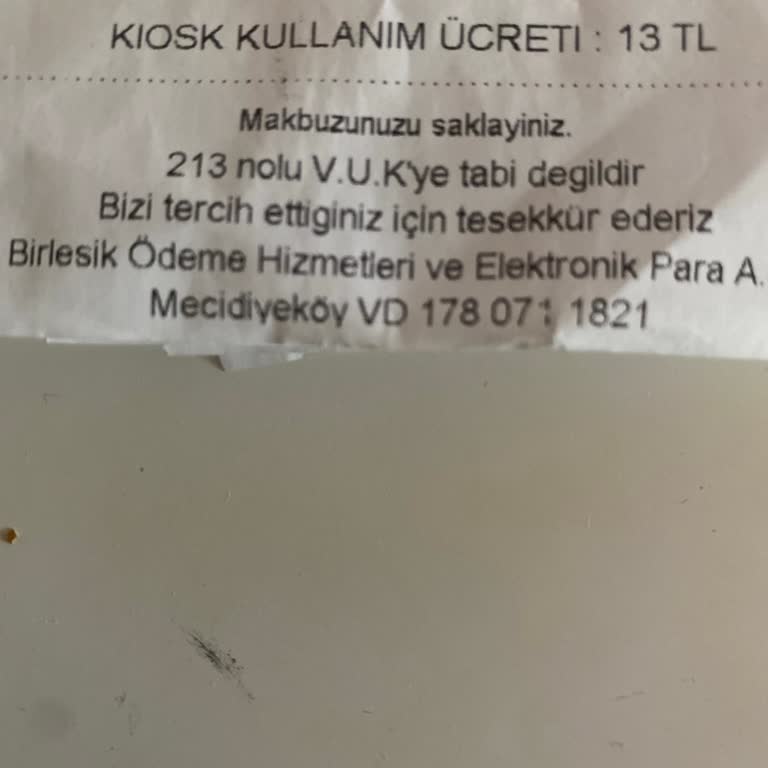 KIOSK KULLANIM ÜCRETI : 13 TL
Makbuzunuzu saklayiniz.
213 nolu V.U.K'ye tabi degildir
Bizi tercih ettiginiz için tesekkür ederiz
Birlesik Ödeme Hizmetleri ve Elektronik Para A.
Mecidiyeköy VD 178 071 1821